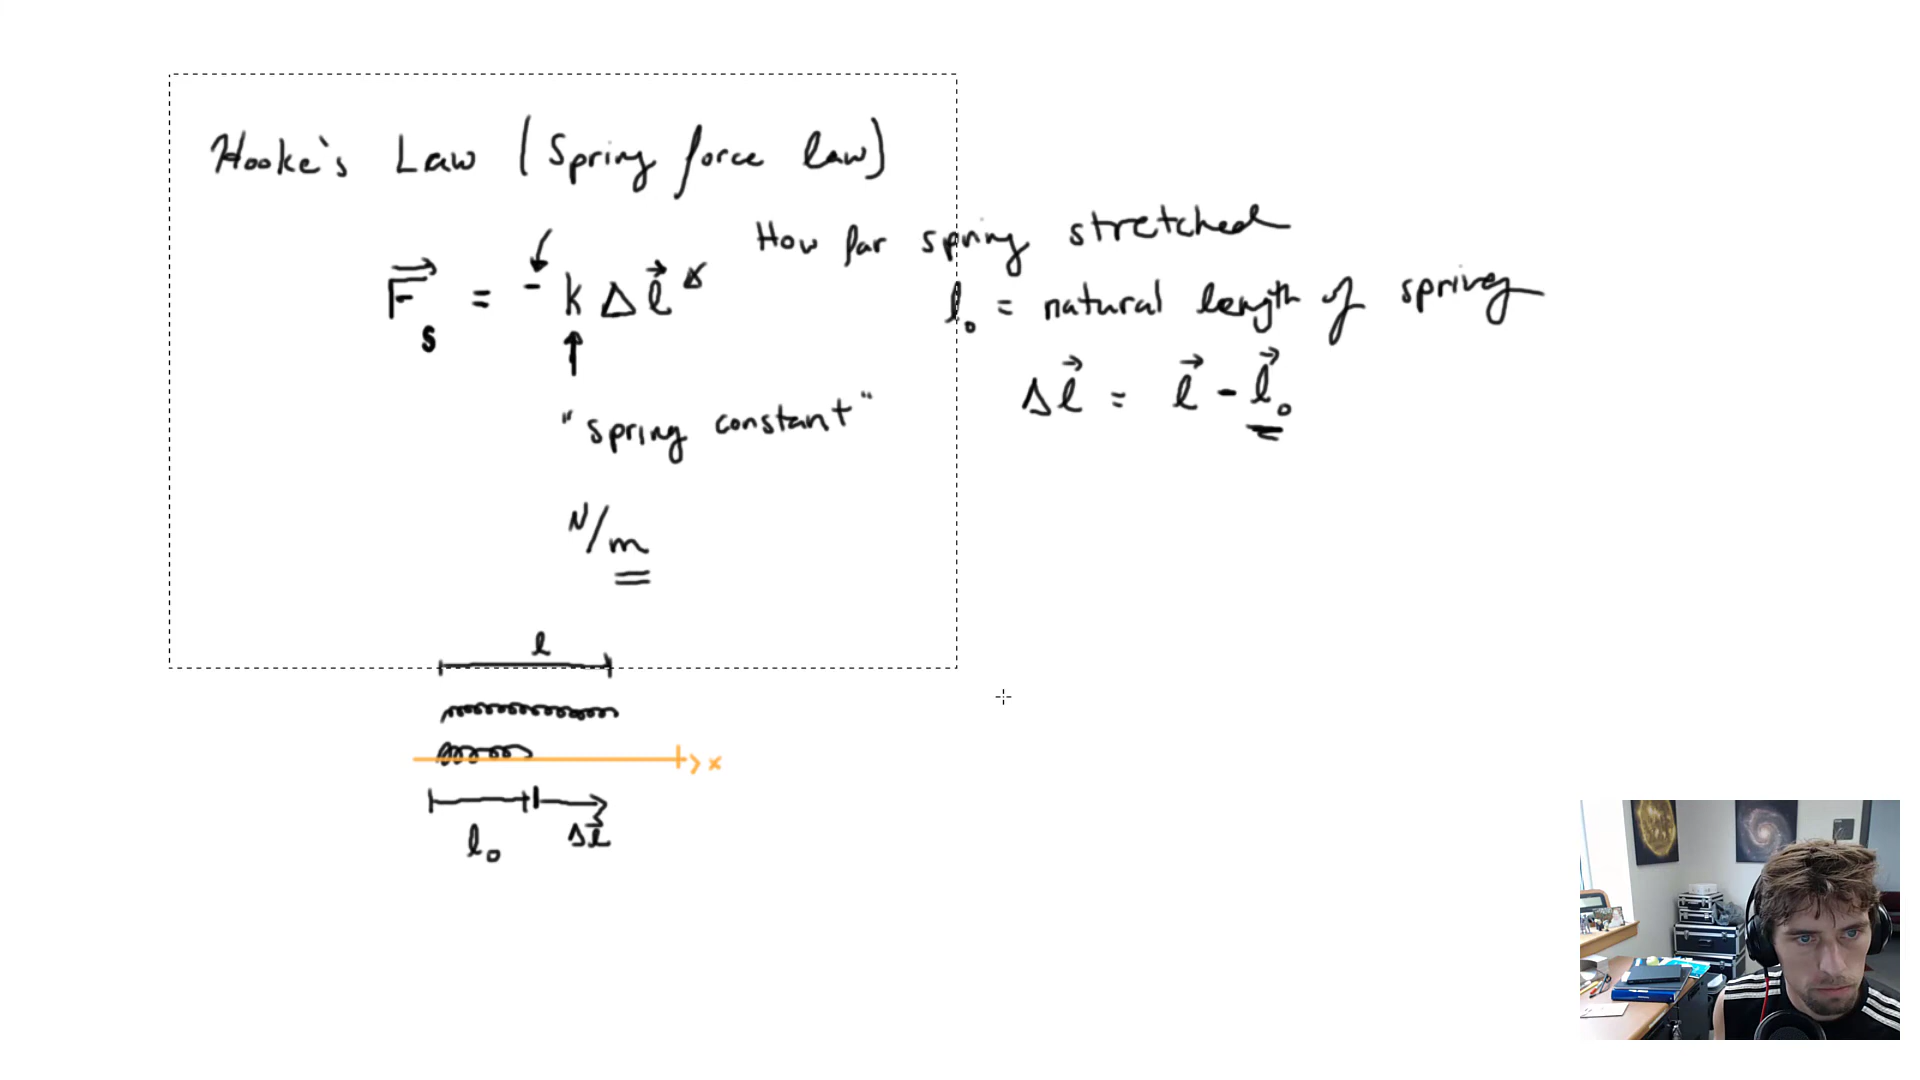 Hooke's Law (Spring force law)
How far spring stretched
F⃗s = - k Δl⃗
l₀ = natural length of spring
Δl⃗ = l⃗ - l⃗₀
"spring constant"
N/m
l
x
l₀ Δl⃗